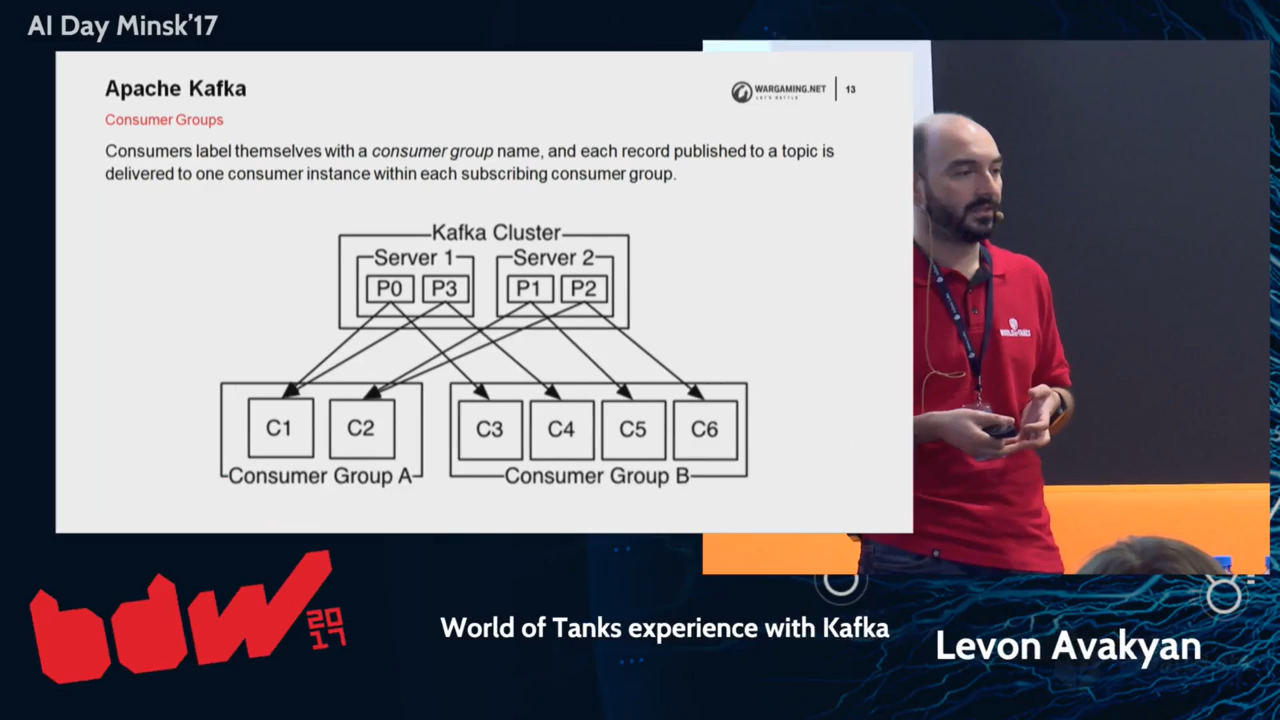 AI Day Minsk'17
Apache Kafka
WARGAMING.NET
LET'S BATTLE
13
Consumer Groups
Consumers label themselves with a consumer group name, and each record published to a topic is
delivered to one consumer instance within each subscribing consumer group.
Kafka Cluster
Server 1
Server 2
P0
P3
P1
P2
C1
C2
C3
C4
C5
C6
Consumer Group A
Consumer Group B
bdw
20
17
World of Tanks experience with Kafka
Levon Avakyan